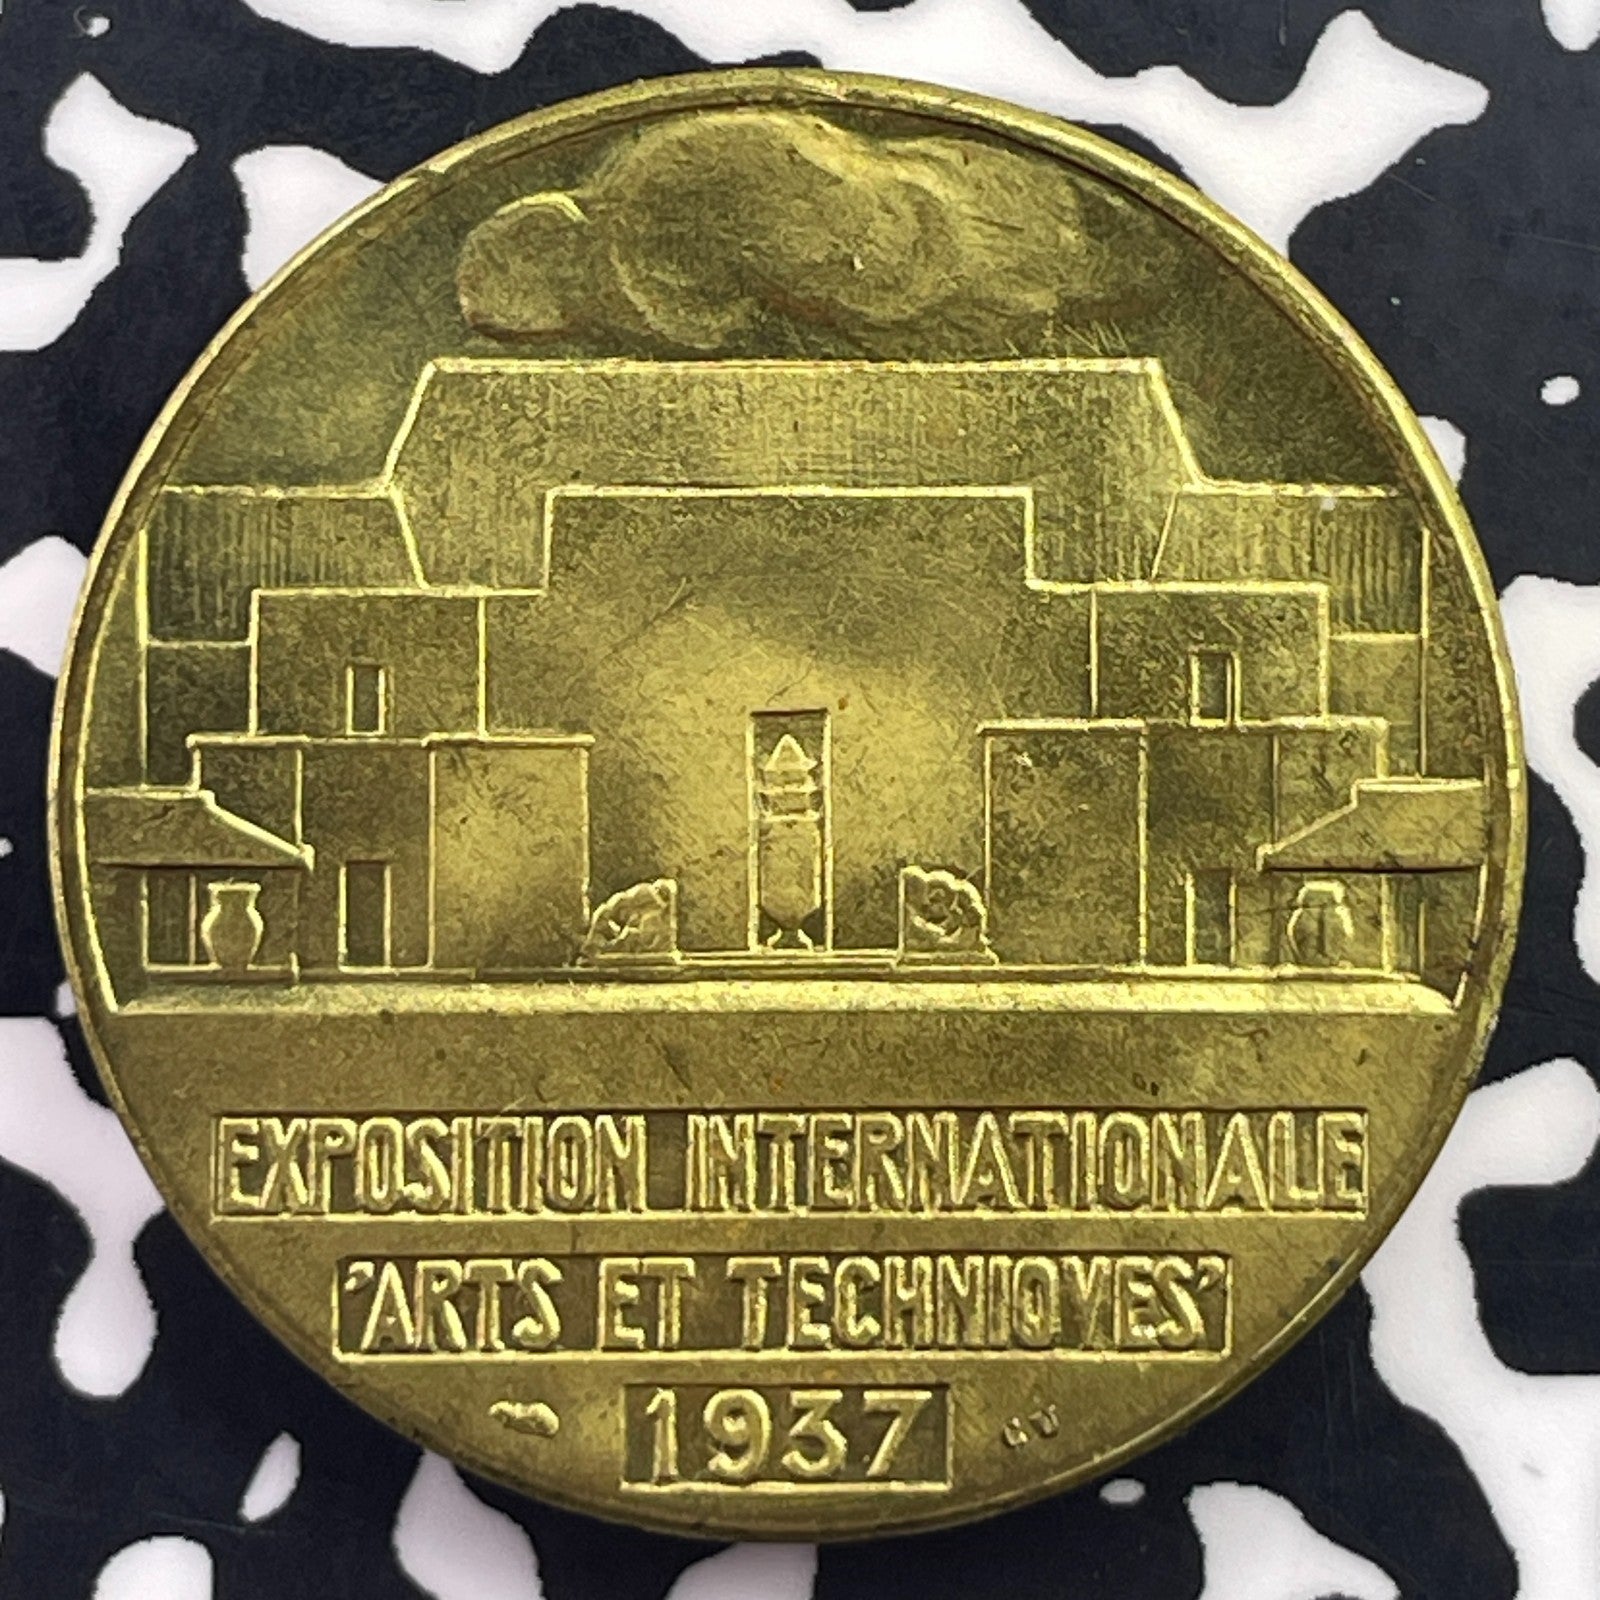 EXPOSITION INTERNATIONALE
'ARTS ET TECHNIQVES'
1937